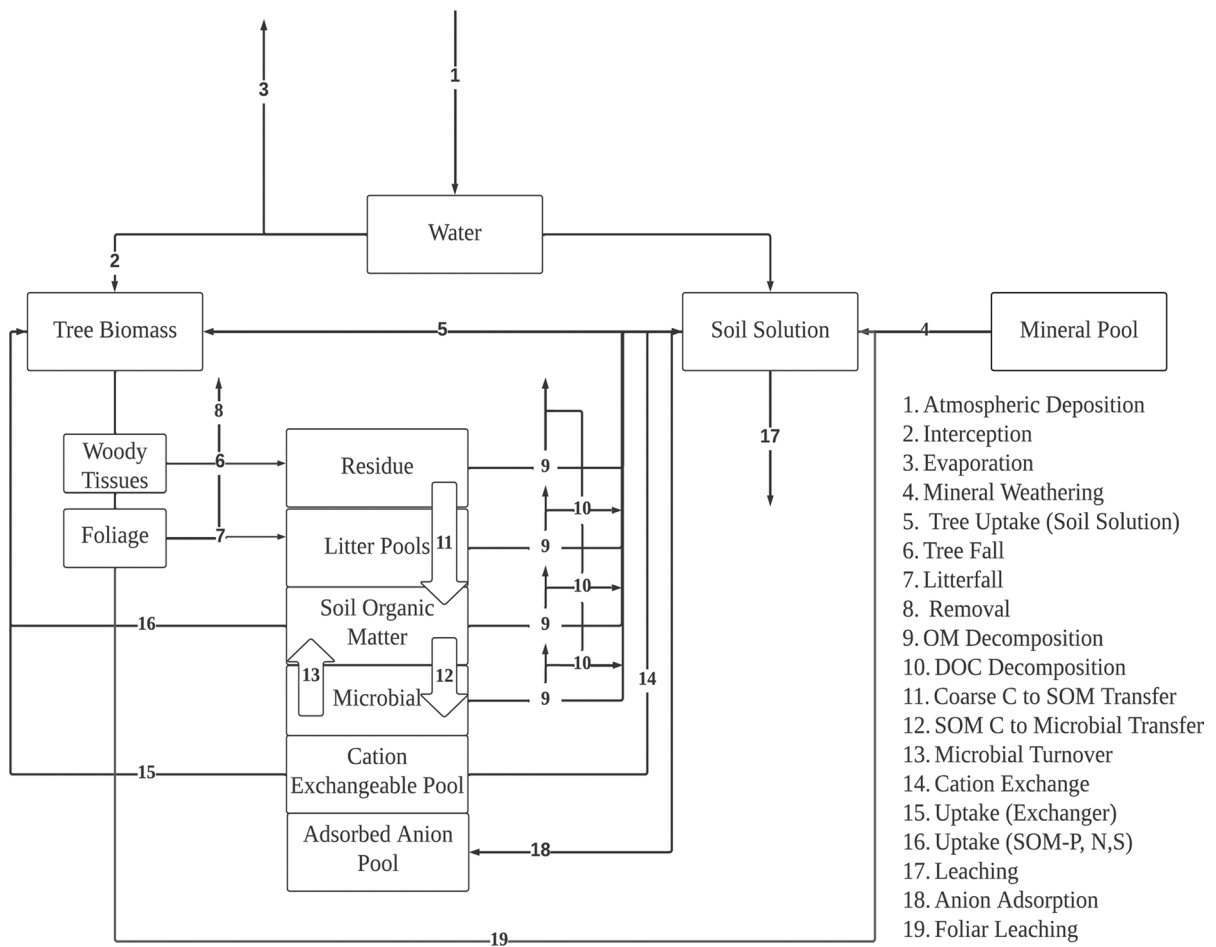 3
1
Water
2
Tree Biomass
5
Soil Solution
4
Mineral Pool
8
17
Woody
Tissues
6
Residue
9
10
Foliage
7
Litter Pools
11
9
10
16
Soil Organic
Matter
9
10
13
Microbial
12
9
14
15
Cation
Exchangeable Pool
Adsorbed Anion
Pool
18
19
1. Atmospheric Deposition
2. Interception
3. Evaporation
4. Mineral Weathering
5. Tree Uptake (Soil Solution)
6. Tree Fall
7. Litterfall
8. Removal
9. OM Decomposition
10. DOC Decomposition
11. Coarse C to SOM Transfer
12. SOM C to Microbial Transfer
13. Microbial Turnover
14. Cation Exchange
15. Uptake (Exchanger)
16. Uptake (SOM-P, N,S)
17. Leaching
18. Anion Adsorption
19. Foliar Leaching